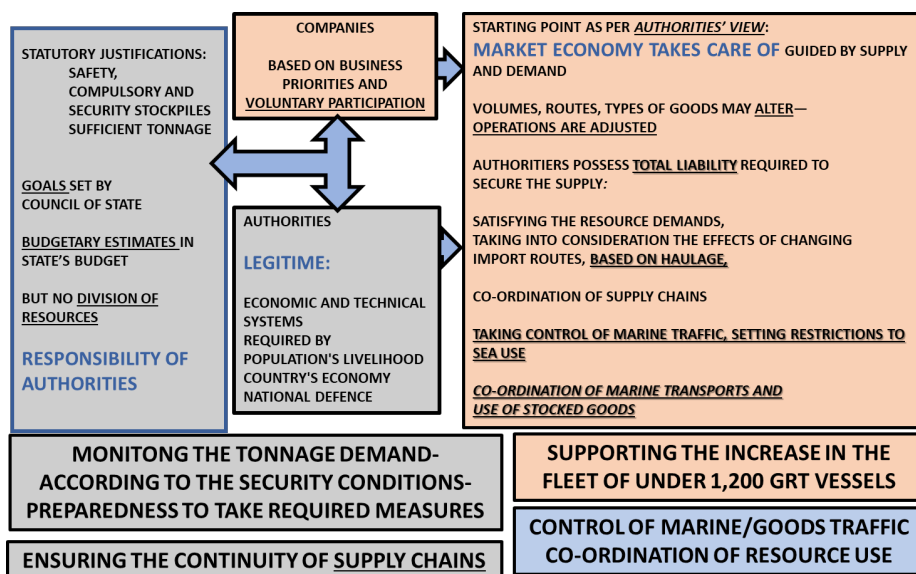 STATUTORY JUSTIFICATIONS:
SAFETY,
COMPULSORY AND
SECURITY STOCKPILES
SUFFICIENT TONNAGE
GOALS SET BY
COUNCIL OF STATE
BUDGETARY ESTIMATES IN
STATE'S BUDGET
BUT NO DIVISION OF
RESOURCES
RESPONSIBILITY OF
AUTHORITIES
COMPANIES
BASED ON BUSINESS
PRIORITIES AND
VOLUNTARY PARTICIPATION
AUTHORITIES
LEGITIME:
ECONOMIC AND TECHNICAL
SYSTEMS
REQUIRED BY
POPULATION'S LIVELIHOOD
COUNTRY'S ECONOMY
NATIONAL DEFENCE
STARTING POINT AS PER AUTHORITIES' VIEW:
MARKET ECONOMY TAKES CARE OF GUIDED BY SUPPLY
AND DEMAND
VOLUMES, ROUTES, TYPES OF GOODS MAY ALTER—
OPERATIONS ARE ADJUSTED
AUTHORITIERS POSSESS TOTAL LIABILITY REQUIRED TO
SECURE THE SUPPLY:
SATISFYING THE RESOURCE DEMANDS,
TAKING INTO CONSIDERATION THE EFFECTS OF CHANGING
IMPORT ROUTES, BASED ON HAULAGE,
CO-ORDINATION OF SUPPLY CHAINS
TAKING CONTROL OF MARINE TRAFFIC, SETTING RESTRICTIONS TO
SEA USE
CO-ORDINATION OF MARINE TRANSPORTS AND
USE OF STOCKED GOODS
MONITONG THE TONNAGE DEMAND-
ACCORDING TO THE SECURITY CONDITIONS-
PREPAREDNESS TO TAKE REQUIRED MEASURES
ENSURING THE CONTINUITY OF SUPPLY CHAINS
SUPPORTING THE INCREASE IN THE
FLEET OF UNDER 1,200 GRT VESSELS
CONTROL OF MARINE/GOODS TRAFFIC
CO-ORDINATION OF RESOURCE USE